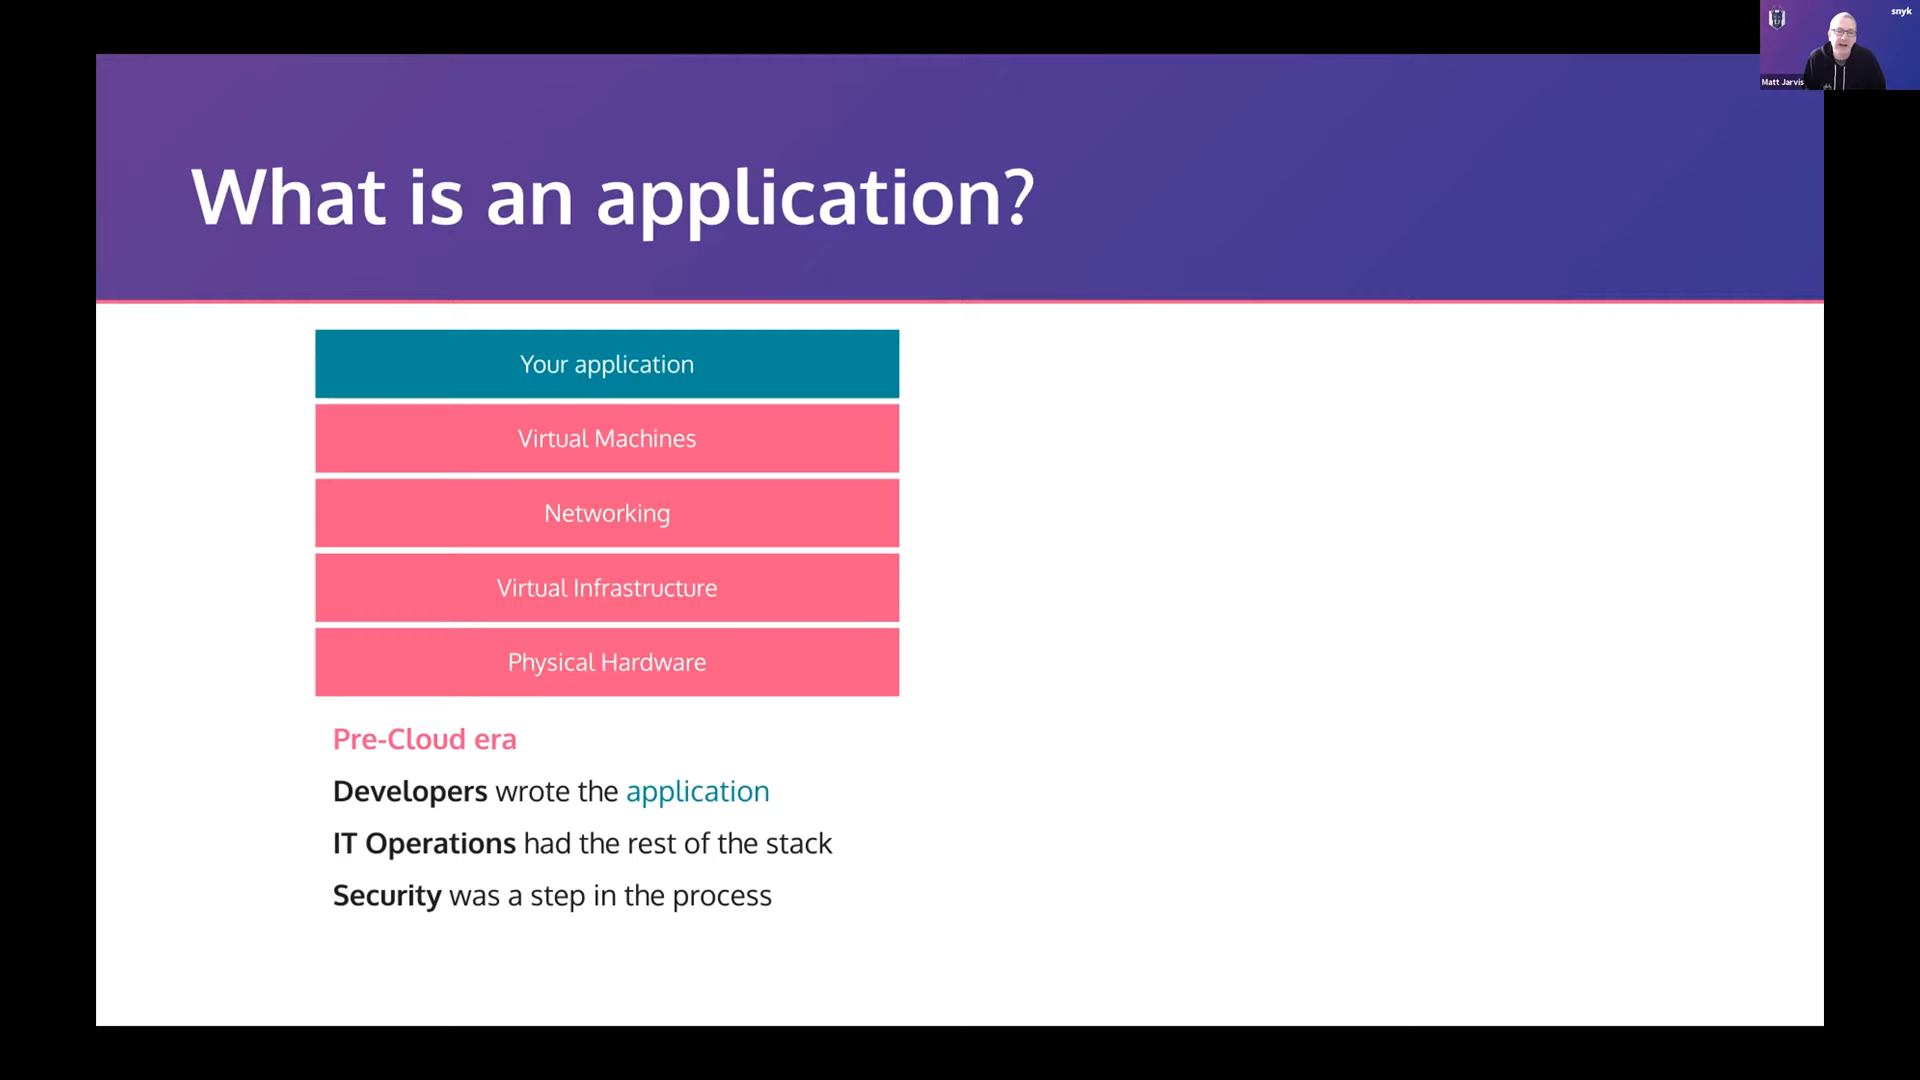 snyk
Matt Jarvis
What is an application?
Your application
Virtual Machines
Networking
Virtual Infrastructure
Physical Hardware
Pre-Cloud era
Developers wrote the application
IT Operations had the rest of the stack
Security was a step in the process